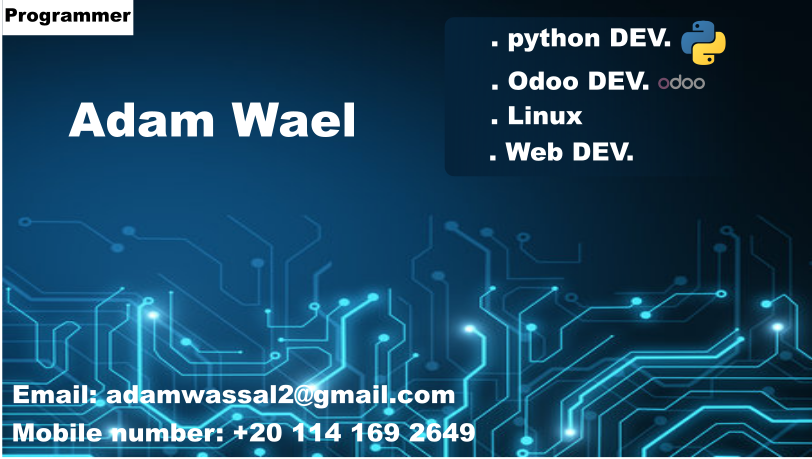 Programmer
. python DEV.
. Odoo DEV. odoo
. Linux
. Web DEV.
Adam Wael
Email: adamwassal2@gmail.com
Mobile number: +20 114 169 2649